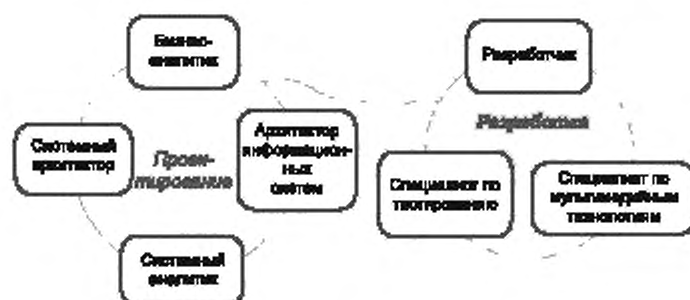 Бизнес-
аналитик
Системный
архитектор
Проек-
тирование
Архитектор
информацион-
ных
систем
Системный
аналитик
Разработчик
Разработка
Специалист по
тестированию
Специалист по
мультимедийным
технологиям